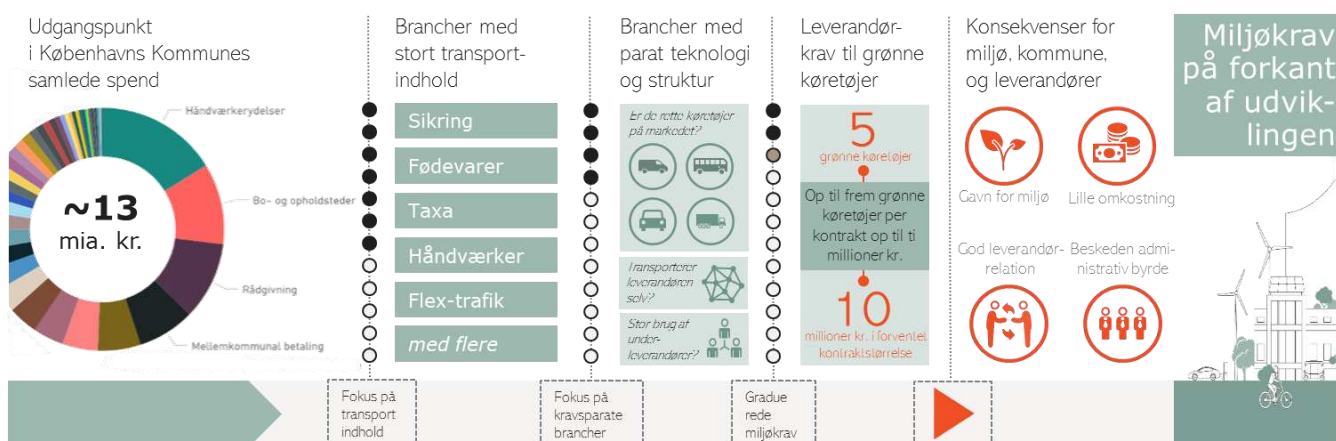 Udgangspunkt
i Københavns Kommunes
samlede spend
Håndværkerydelser
Bo- og opholdsteder
Rådgivning
Mellemkommunal betaling
~13
mia. kr.
Brancher med
stort transport-
indhold
Sikring
Fødevarer
Taxa
Håndværker
Flex-trafik
med flere
Brancher med
parat teknologi
og struktur
Er de rette køretøjer
på markedet?
Transporterer
leverandøren
selv?
Stor brug af
under-
leverandører?
Leverandør-
krav til grønne
køretøjer
5
grønne køretøjer
Op til frem grønne
køretøjer per
kontrakt op til ti
millioner kr.
10
millioner kr. i forventet
kontraktstørrelse
Konsekvenser for
miljø, kommune,
og leverandører
Gavn for miljø
Lille omkostning
God leverandør-
relation
Beskeden admi-
nistrativ byrde
Miljøkrav
på forkant
af udvik-
lingen
Fokus på
transport
indhold
Fokus på
kravsparate
brancher
Gradue
rede
miljøkrav